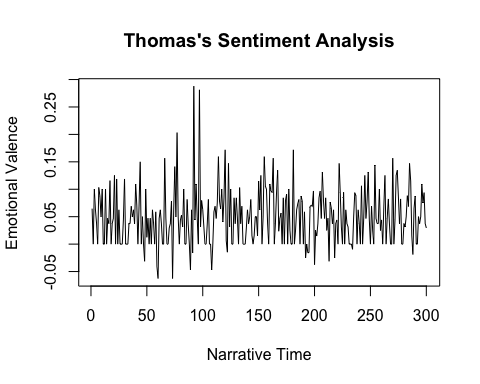 Thomas's Sentiment Analysis
Emotional Valence
0.25
0.15
0.05
-0.05
0 50 100 150 200 250 300
Narrative Time